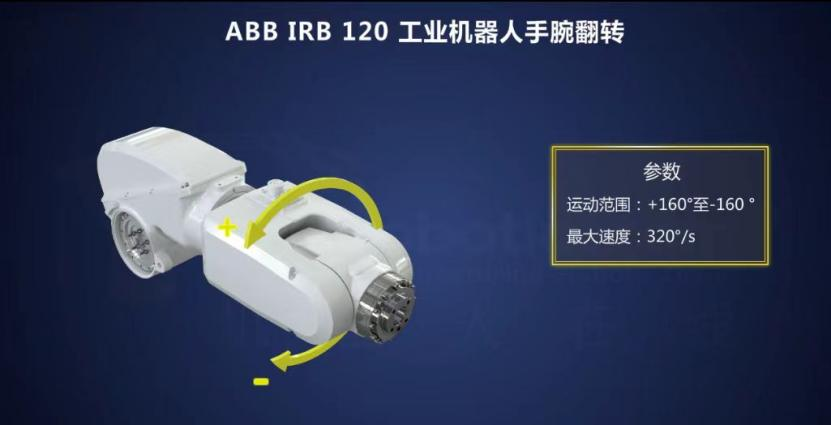 ABB IRB 120 工业机器人手腕翻转
参数
运动范围：+160°至-160 °
最大速度：320°/s
+
-